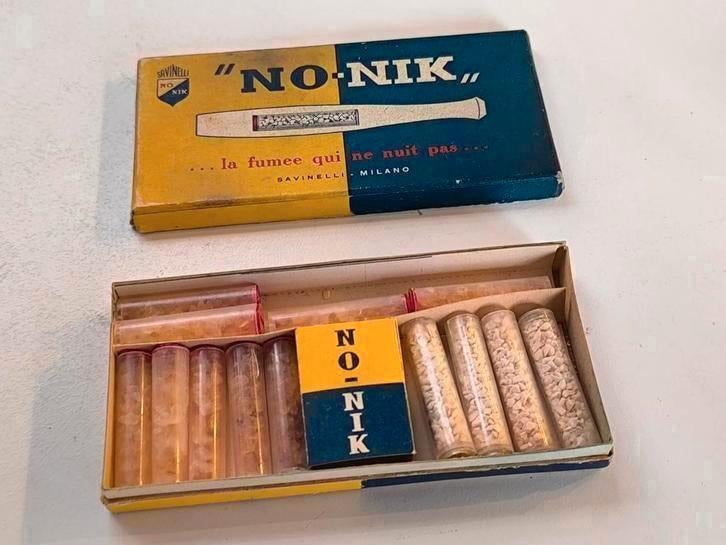 SAVINELLI
NO
NIK
"NO-NIK„
...la fumee qui ne nuit pas...
SAVINELLI - MILANO
NO-
NIK